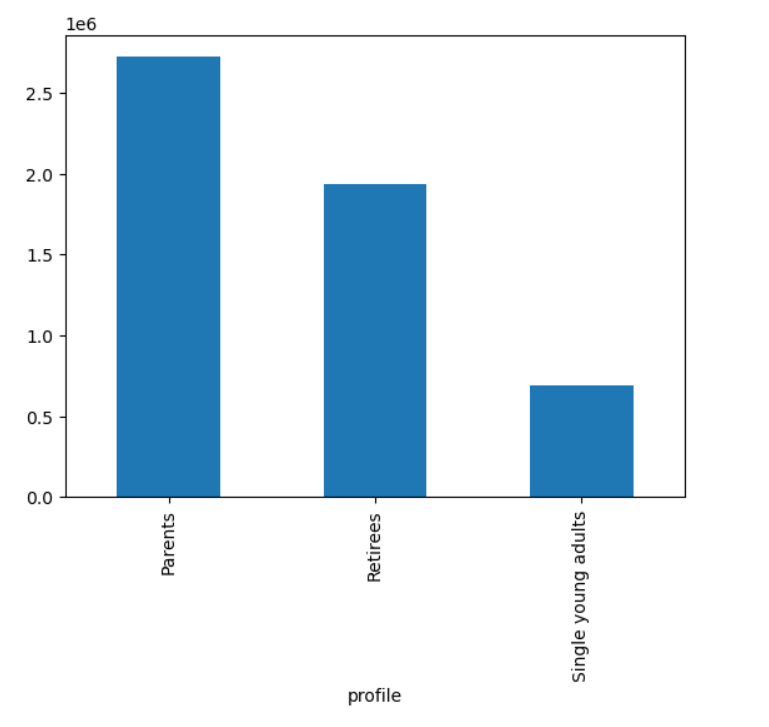 1e6
2.5
2.0
1.5
1.0
0.5
0.0
Parents
Retirees
Single young adults
profile